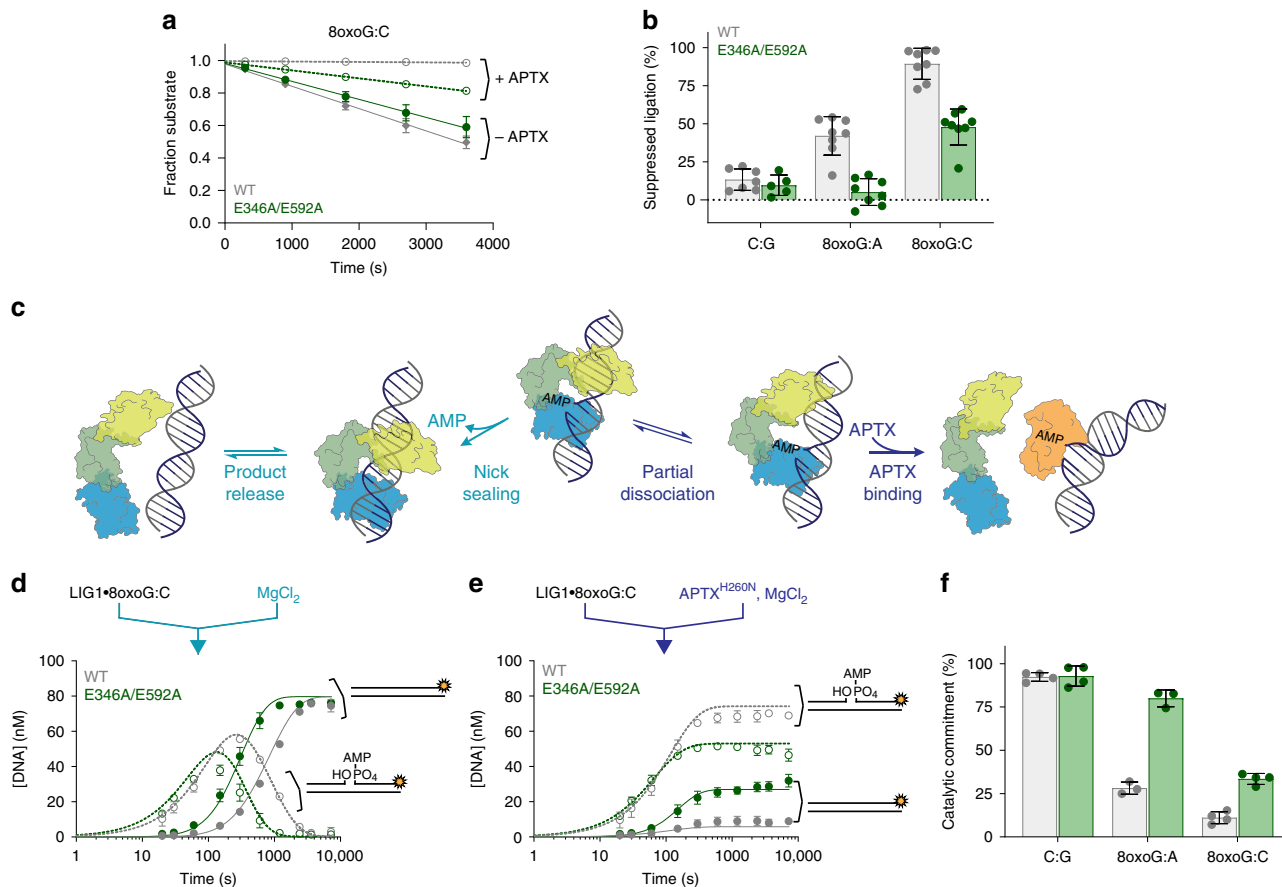 a
8oxoG:C
Fraction substrate
1.0
0.8
0.6
0.4
0.2
0.0
+ APTX
– APTX
WT
E346A/E592A
0
1000
2000
3000
4000
Time (s)
b
WT
E346A/E592A
Suppressed ligation (%)
100
75
50
25
0
C:G
8oxoG:A
8oxoG:C
c
AMP
AMP
AMP
APTX
AMP
Product
release
Nick
sealing
Partial
dissociation
APTX
binding
d
LIG1•8oxoG:C
MgCl2
WT
E346A/E592A
[DNA] (nM)
100
80
60
40
20
0
AMP
HO PO4
1
10
100
1000
10,000
Time (s)
e
LIG1•8oxoG:C
APTXH260N, MgCl2
WT
E346A/E592A
[DNA] (nM)
100
80
60
40
20
0
AMP
HO PO4
1
10
100
1000
10,000
Time (s)
f
Catalytic commitment (%)
100
75
50
25
0
C:G
8oxoG:A
8oxoG:C